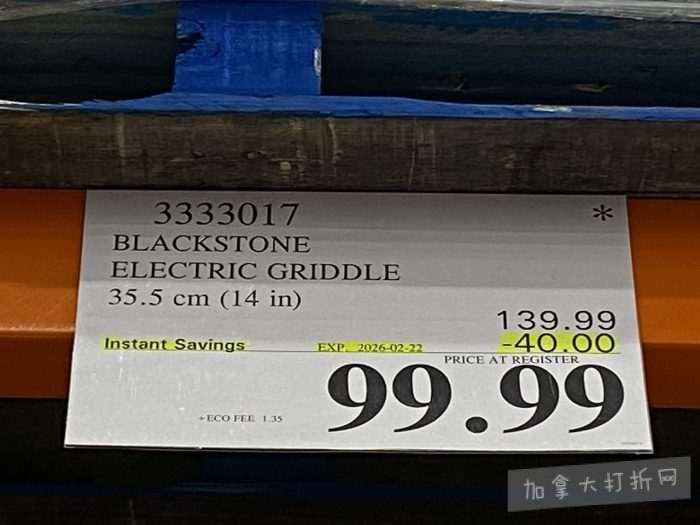 3333017 *
BLACKSTONE
ELECTRIC GRIDDLE
35.5 cm (14 in)
139.99
Instant Savings EXP. 2026-02-22 -40.00
PRICE AT REGISTER
99.99
+ECO FEE 1.35
加拿大打折网